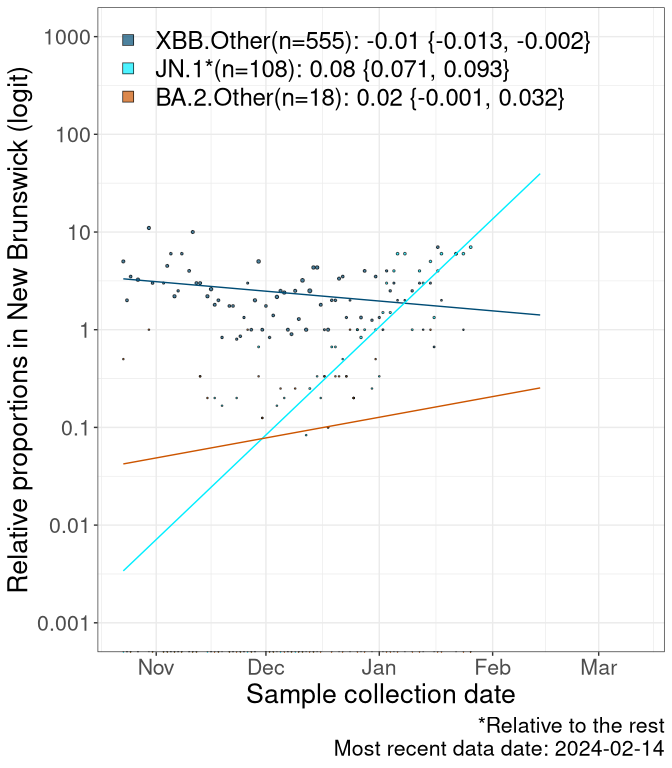 XBB.Other(n=555): -0.01 {-0.013, -0.002}
JN.1*(n=108): 0.08 {0.071, 0.093}
BA.2.Other(n=18): 0.02 {-0.001, 0.032}
Relative proportions in New Brunswick (logit)
1000
100
10
1
0.1
0.01
0.001
Nov Dec Jan Feb Mar
Sample collection date
*Relative to the rest
Most recent data date: 2024-02-14